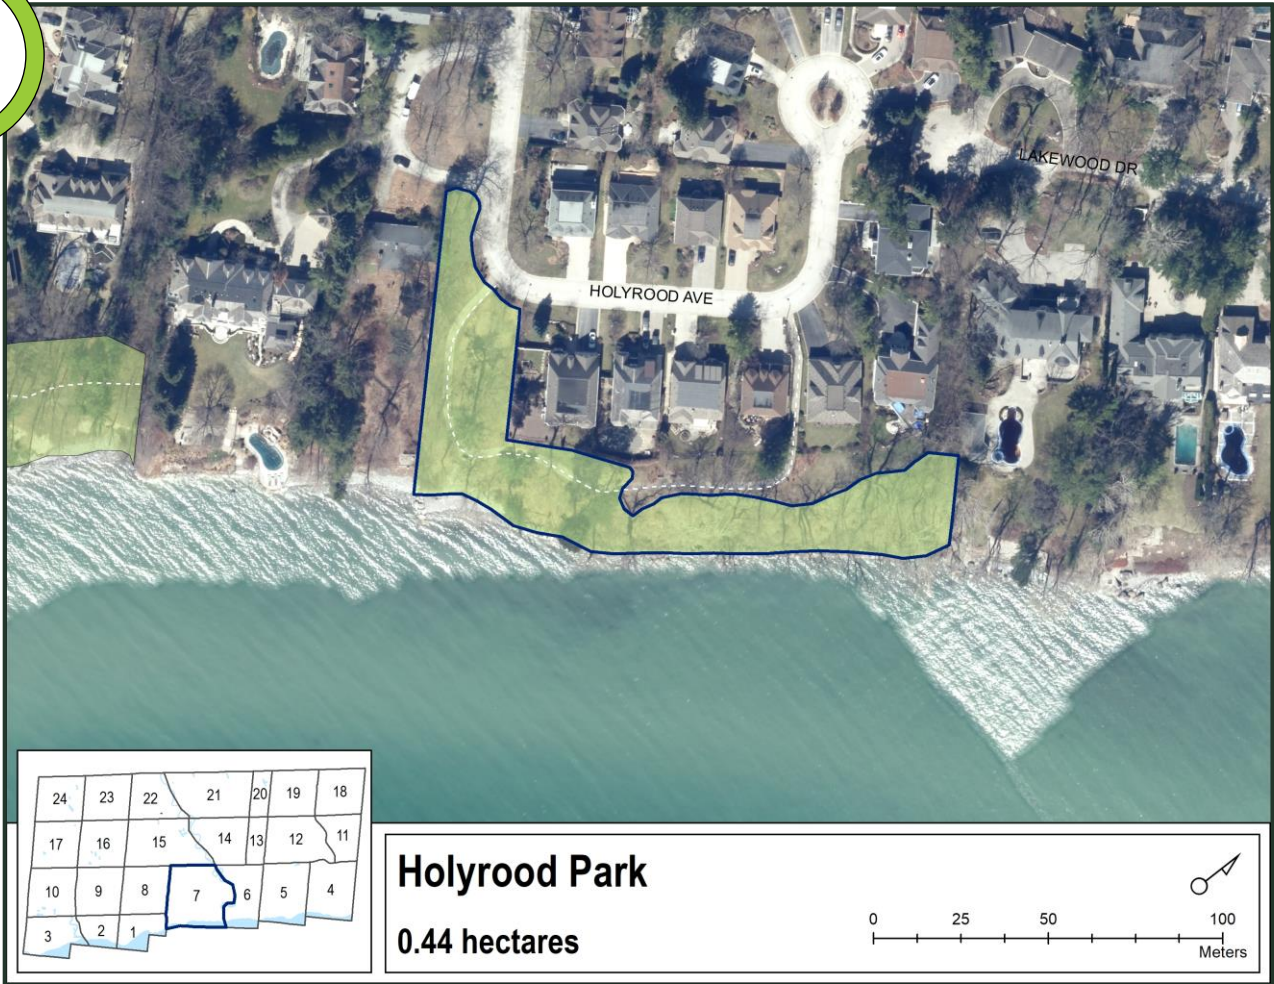 LAKEWOOD DR
HOLYROOD AVE
24 23 22 21 20 19 18
17 16 15 14 13 12 11
10 9 8 7 6 5 4
3 2 1
Holyrood Park
0.44 hectares
0 25 50 100
Meters